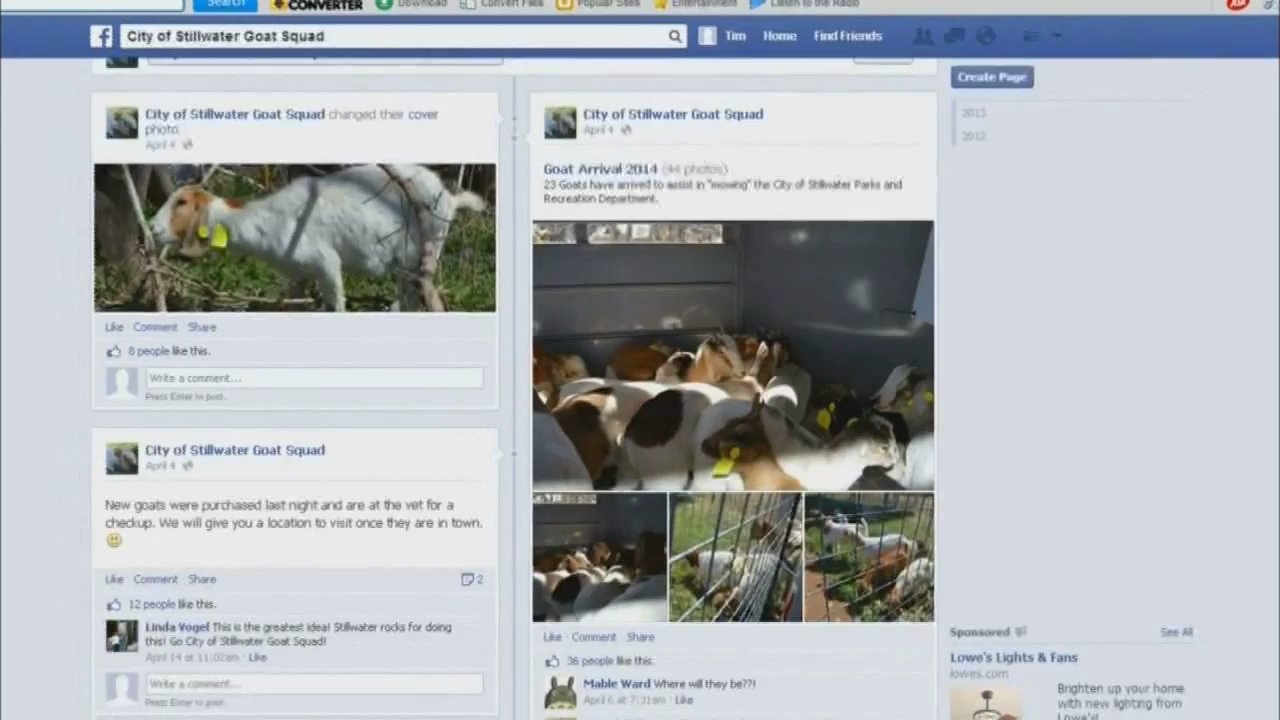 Search
CONVERTER
Download
Convert Files
Popular Sites
Entertainment
Listen to the Radio
City of Stillwater Goat Squad
Tim
Home
Find Friends
City of Stillwater Goat Squad changed their cover
photo.
April 4
Like Comment Share
8 people like this.
Write a comment...
Press Enter to post.
City of Stillwater Goat Squad
April 4
New goats were purchased last night and are at the vet for a
checkup. We will give you a location to visit once they are in town.
Like Comment Share
2
12 people like this.
Linda Vogel This is the greatest idea! Stillwater rocks for doing
this! Go City of Stillwater Goat Squad!
April 14 at 11:02am · Like
Write a comment...
Press Enter to post.
City of Stillwater Goat Squad
April 4
Goat Arrival 2014 (44 photos)
23 Goats have arrived to assist in "mowing" the City of Stillwater Parks and
Recreation Department.
Like Comment Share
36 people like this.
Mable Ward Where will they be??!
April 6 at 7:31am · Like
Create Page
2013
2012
Sponsored
See All
Lowe's Lights & Fans
lowes.com
Brighten up your home
with new lighting from
Lowe's!